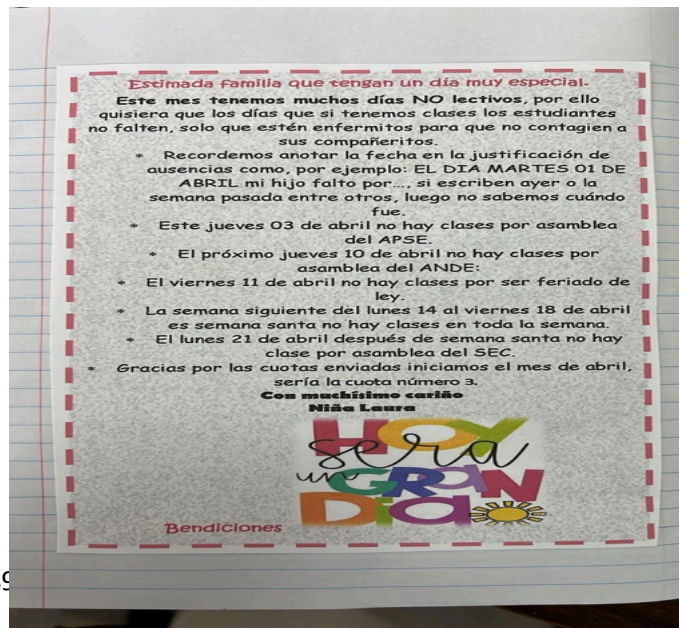 Estimada familia que tengan un día muy especial.
Este mes tenemos muchos días NO lectivos, por ello
quisiera que los días que si tenemos clases los estudiantes
no falten, solo que estén enfermitos para que no contagien a
sus compañeritos.
* Recordemos anotar la fecha en la justificación de
ausencias como, por ejemplo: EL DIA MARTES 01 DE
ABRIL mi hijo falto por..., si escriben ayer o la
semana pasada entre otros, luego no sabemos cuándo
fue.
* Este jueves 03 de abril no hay clases por asamblea
del APSE.
* El próximo jueves 10 de abril no hay clases por
asamblea del ANDE:
* El viernes 11 de abril no hay clases por ser feriado de
ley.
* La semana siguiente del lunes 14 al viernes 18 de abril
es semana santa no hay clases en toda la semana.
* El lunes 21 de abril después de semana santa no hay
clase por asamblea del SEC.
* Gracias por las cuotas enviadas iniciamos el mes de abril,
sería la cuota número 3.
Con muchísimo cariño
Niña Laura
HOY
sera
un GRAN
DIa
Bendiciones